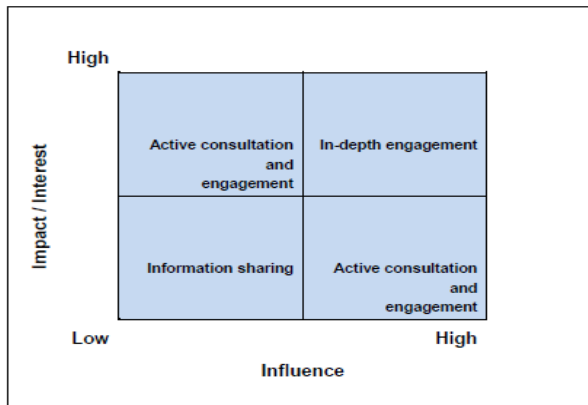 High
Active consultation
and
engagement
In-depth engagement
Impact / Interest
Information sharing
Active consultation
and
engagement
Low
High
Influence